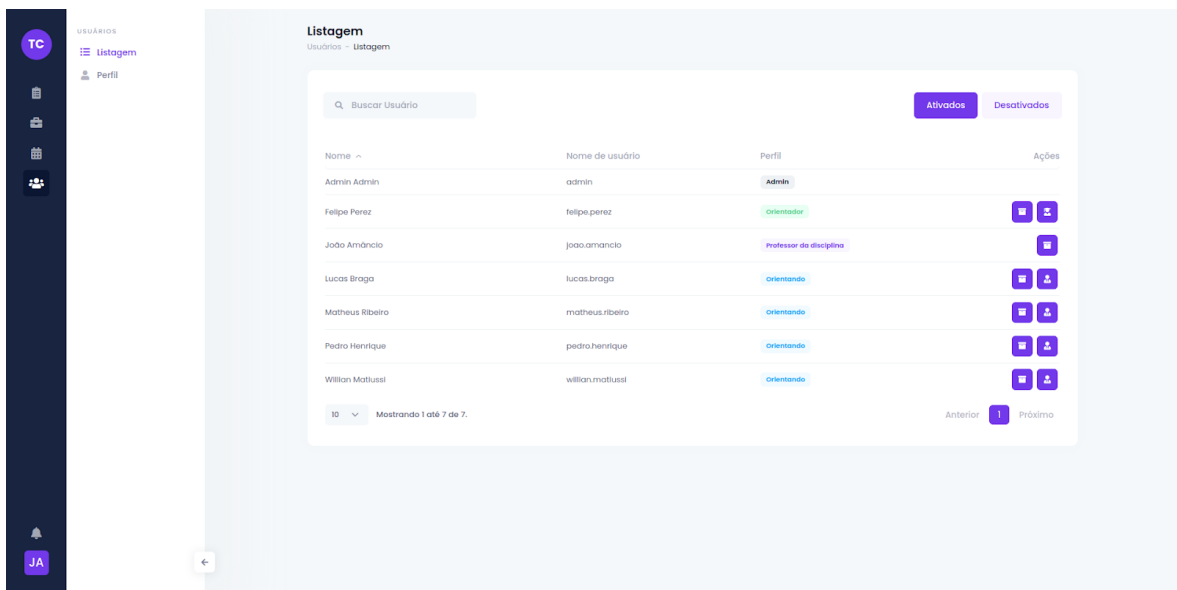 TC
USUÁRIOS
Listagem
Perfil
Listagem
Usuários - Listagem
Buscar Usuário
Ativados Desativados
Nome Nome de usuário Perfil Ações
Admin Admin admin Admin
Felipe Perez felipe.perez Orientador
João Amâncio joao.amancio Professor da disciplina
Lucas Braga lucas.braga Orientando
Matheus Ribeiro matheus.ribeiro Orientando
Pedro Henrique pedro.henrique Orientando
Willian Matiussi willian.matiussi Orientando
10 Mostrando 1 até 7 de 7. Anterior 1 Próximo
JA